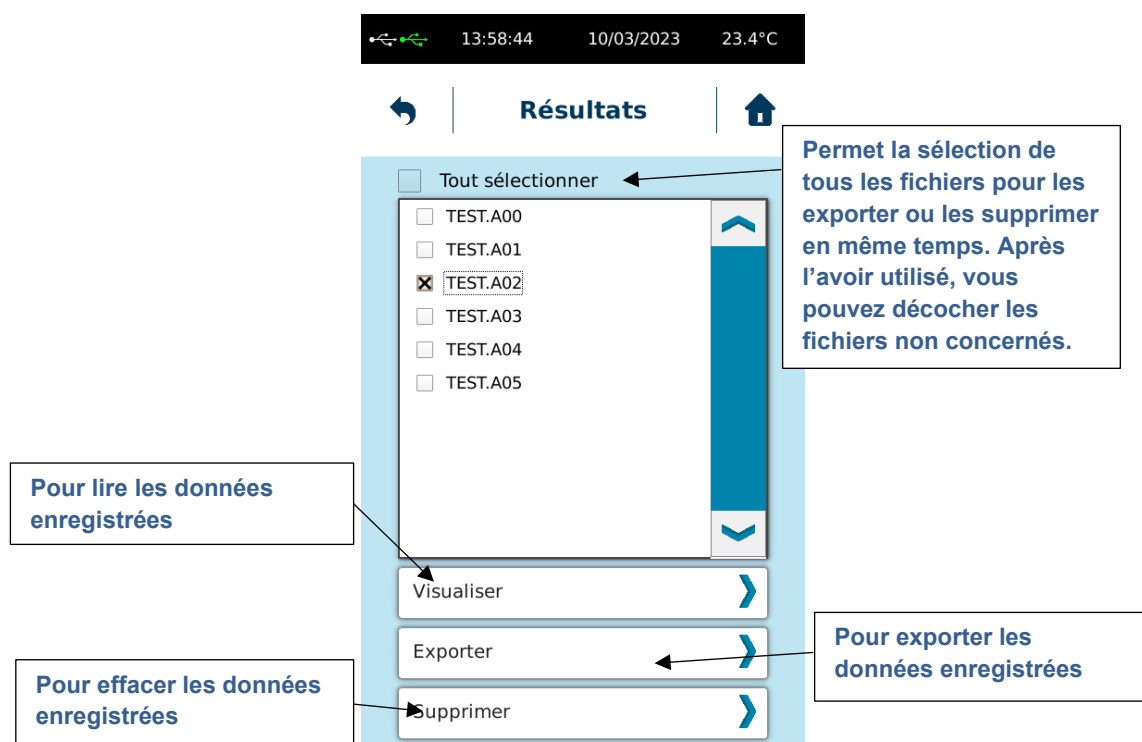 13:58:44 10/03/2023 23.4°C
Résultats
Tout sélectionner
TEST.A00
TEST.A01
TEST.A02
TEST.A03
TEST.A04
TEST.A05
Permet la sélection de
tous les fichiers pour les
exporter ou les supprimer
en même temps. Après
l’avoir utilisé, vous
pouvez décocher les
fichiers non concernés.
Pour lire les données
enregistrées
Visualiser
Exporter
Pour exporter les
données enregistrées
Pour effacer les données
enregistrées
Supprimer